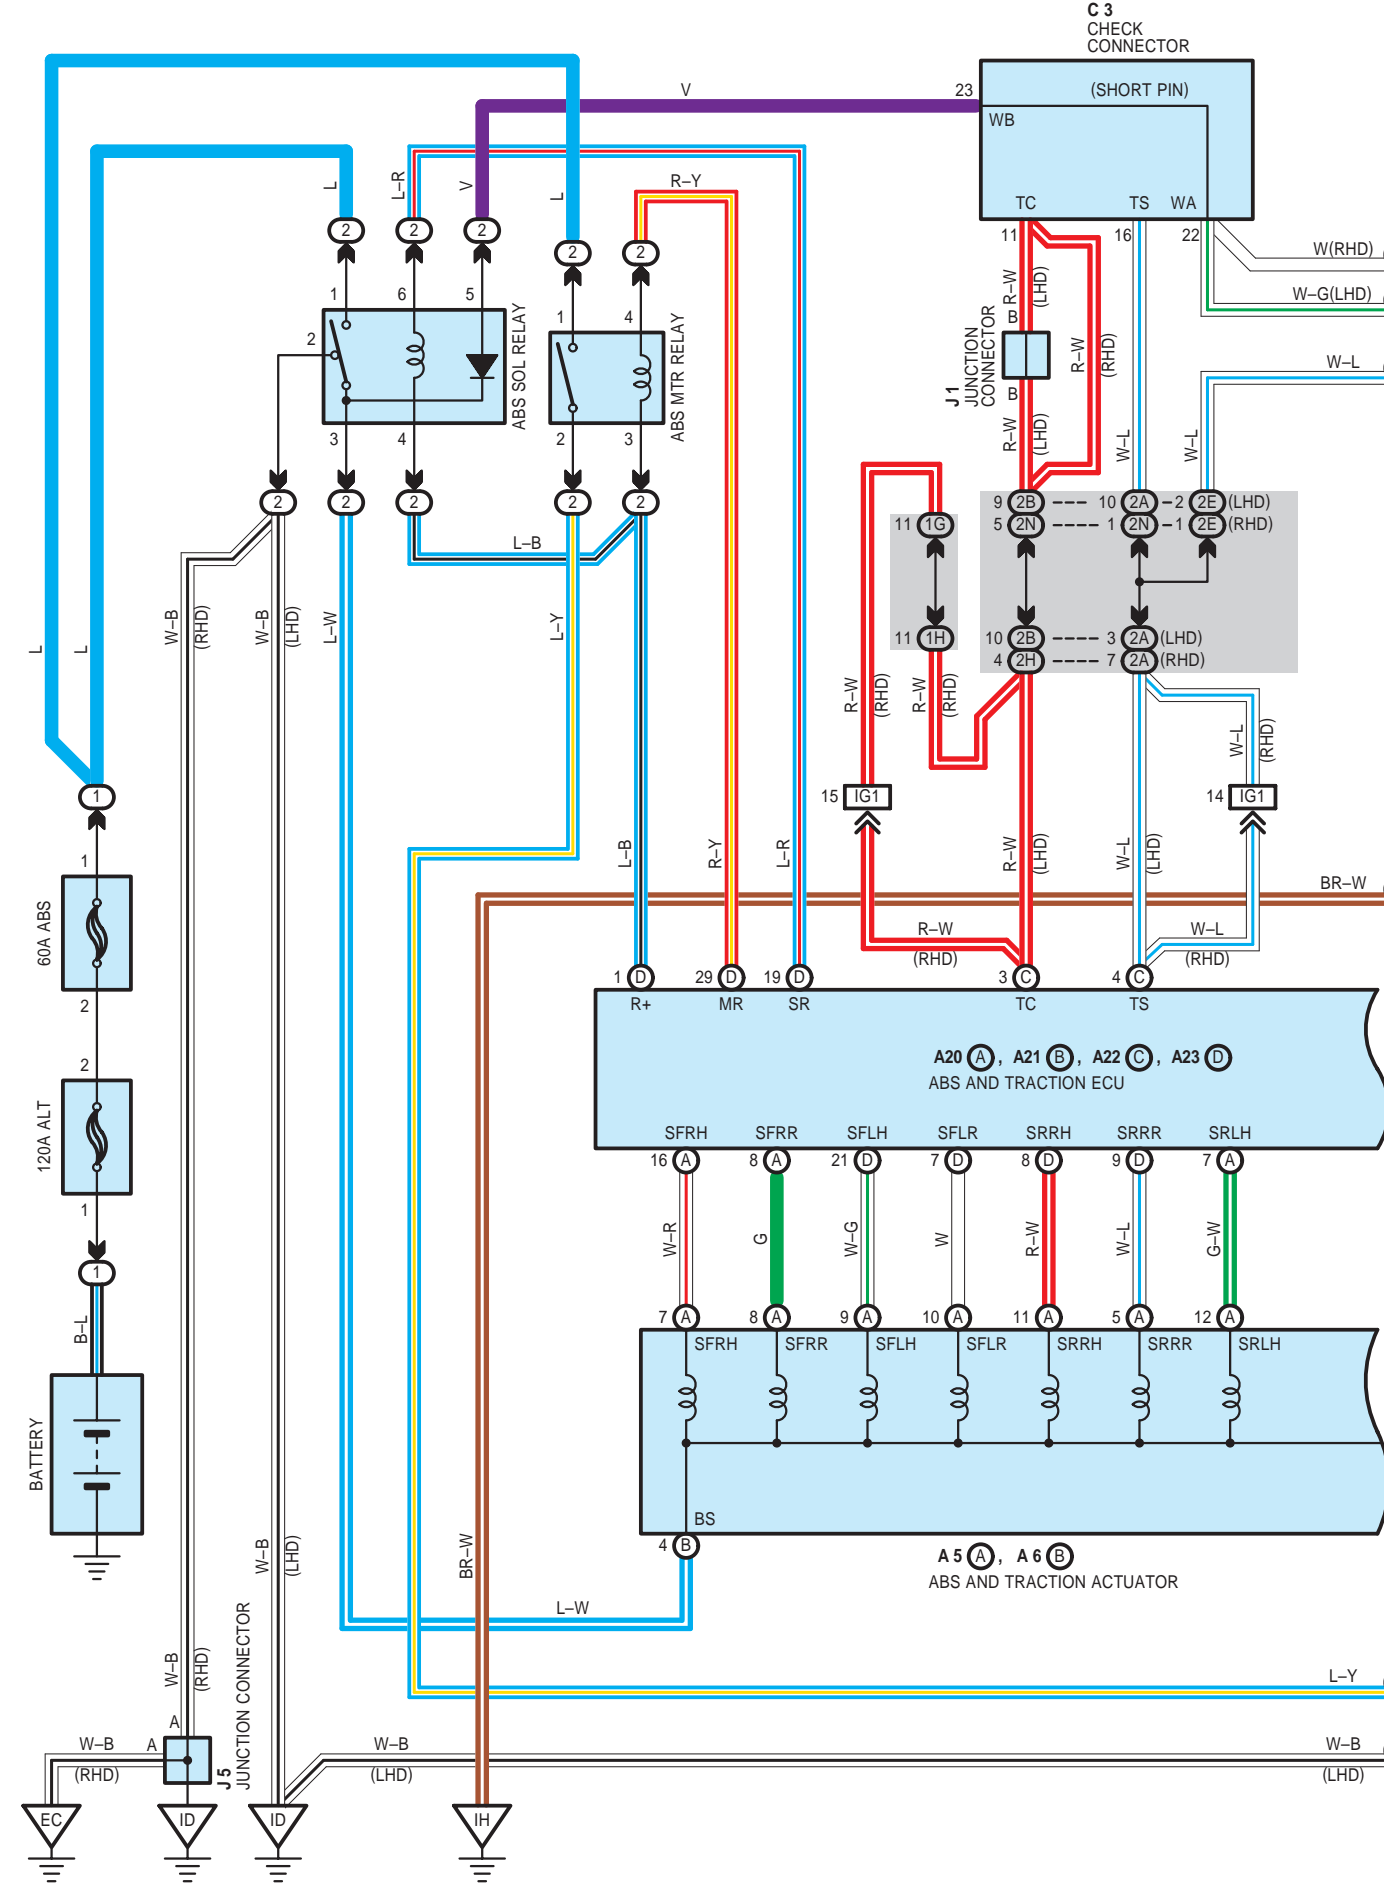 C 3
CHECK
CONNECTOR
V
23
(SHORT PIN)
WB
TC
TS
WA
11
16
22
W(RHD)
W–G(LHD)
W–L
L
L–R
V
L
R–Y
2
2
2
2
2
1
6
5
1
4
2
ABS SOL RELAY
ABS MTR RELAY
3
4
2
3
2
2
2
2
2
L–B
R–W
(LHD)
B
J 1
JUNCTION
CONNECTOR
B
R–W
(RHD)
R–W
(LHD)
W–L
W–L
9 2B 10 2A 2 2E (LHD)
5 2N 1 2N 1 2E (RHD)
11 1G
11 1H
10 2B 3 2A (LHD)
4 2H 7 2A (RHD)
L
L
W–B
(RHD)
W–B
(LHD)
L–W
L–Y
R–W
(RHD)
R–W
(RHD)
W–L
(RHD)
1
15 IG1
14 IG1
L–B
R–Y
L–R
R–W
(LHD)
W–L
(LHD)
BR–W
1
60A ABS
2
R–W
(RHD)
W–L
(RHD)
1 D
29 D
19 D
3 C
4 C
R+
MR
SR
TC
TS
A20 A , A21 B , A22 C , A23 D
ABS AND TRACTION ECU
2
120A ALT
1
1
SFRH
SFRR
SFLH
SFLR
SRRH
SRRR
SRLH
16 A
8 A
21 D
7 D
8 D
9 D
7 A
W–R
G
W–G
W
R–W
W–L
G–W
7 A
8 A
9 A
10 A
11 A
5 A
12 A
SFRH
SFRR
SFLH
SFLR
SRRH
SRRR
SRLH
B–L
BATTERY
BS
4 B
A 5 A , A 6 B
ABS AND TRACTION ACTUATOR
W–B
(LHD)
BR–W
L–W
W–B
(RHD)
L–Y
A
A
J 5
JUNCTION CONNECTOR
W–B
(RHD)
W–B
(LHD)
W–B
(LHD)
EC
ID
ID
IH